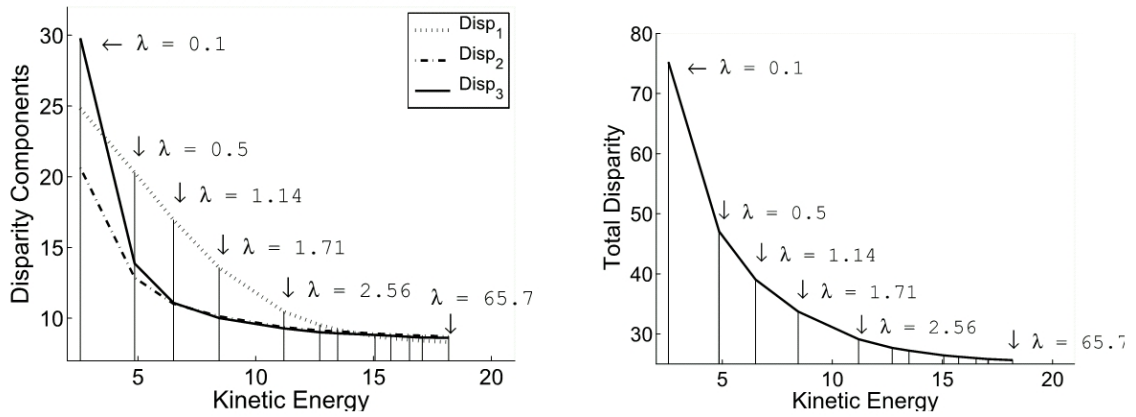 Disparity Components
30
25
20
15
10
5
10
15
20
Kinetic Energy
Disp1
Disp2
Disp3
← λ = 0.1
↓ λ = 0.5
↓ λ = 1.14
↓ λ = 1.71
↓ λ = 2.56
λ = 65.7
↓
Total Disparity
80
70
60
50
40
30
5
10
15
20
Kinetic Energy
← λ = 0.1
↓ λ = 0.5
↓ λ = 1.14
↓ λ = 1.71
↓ λ = 2.56
↓ λ = 65.7